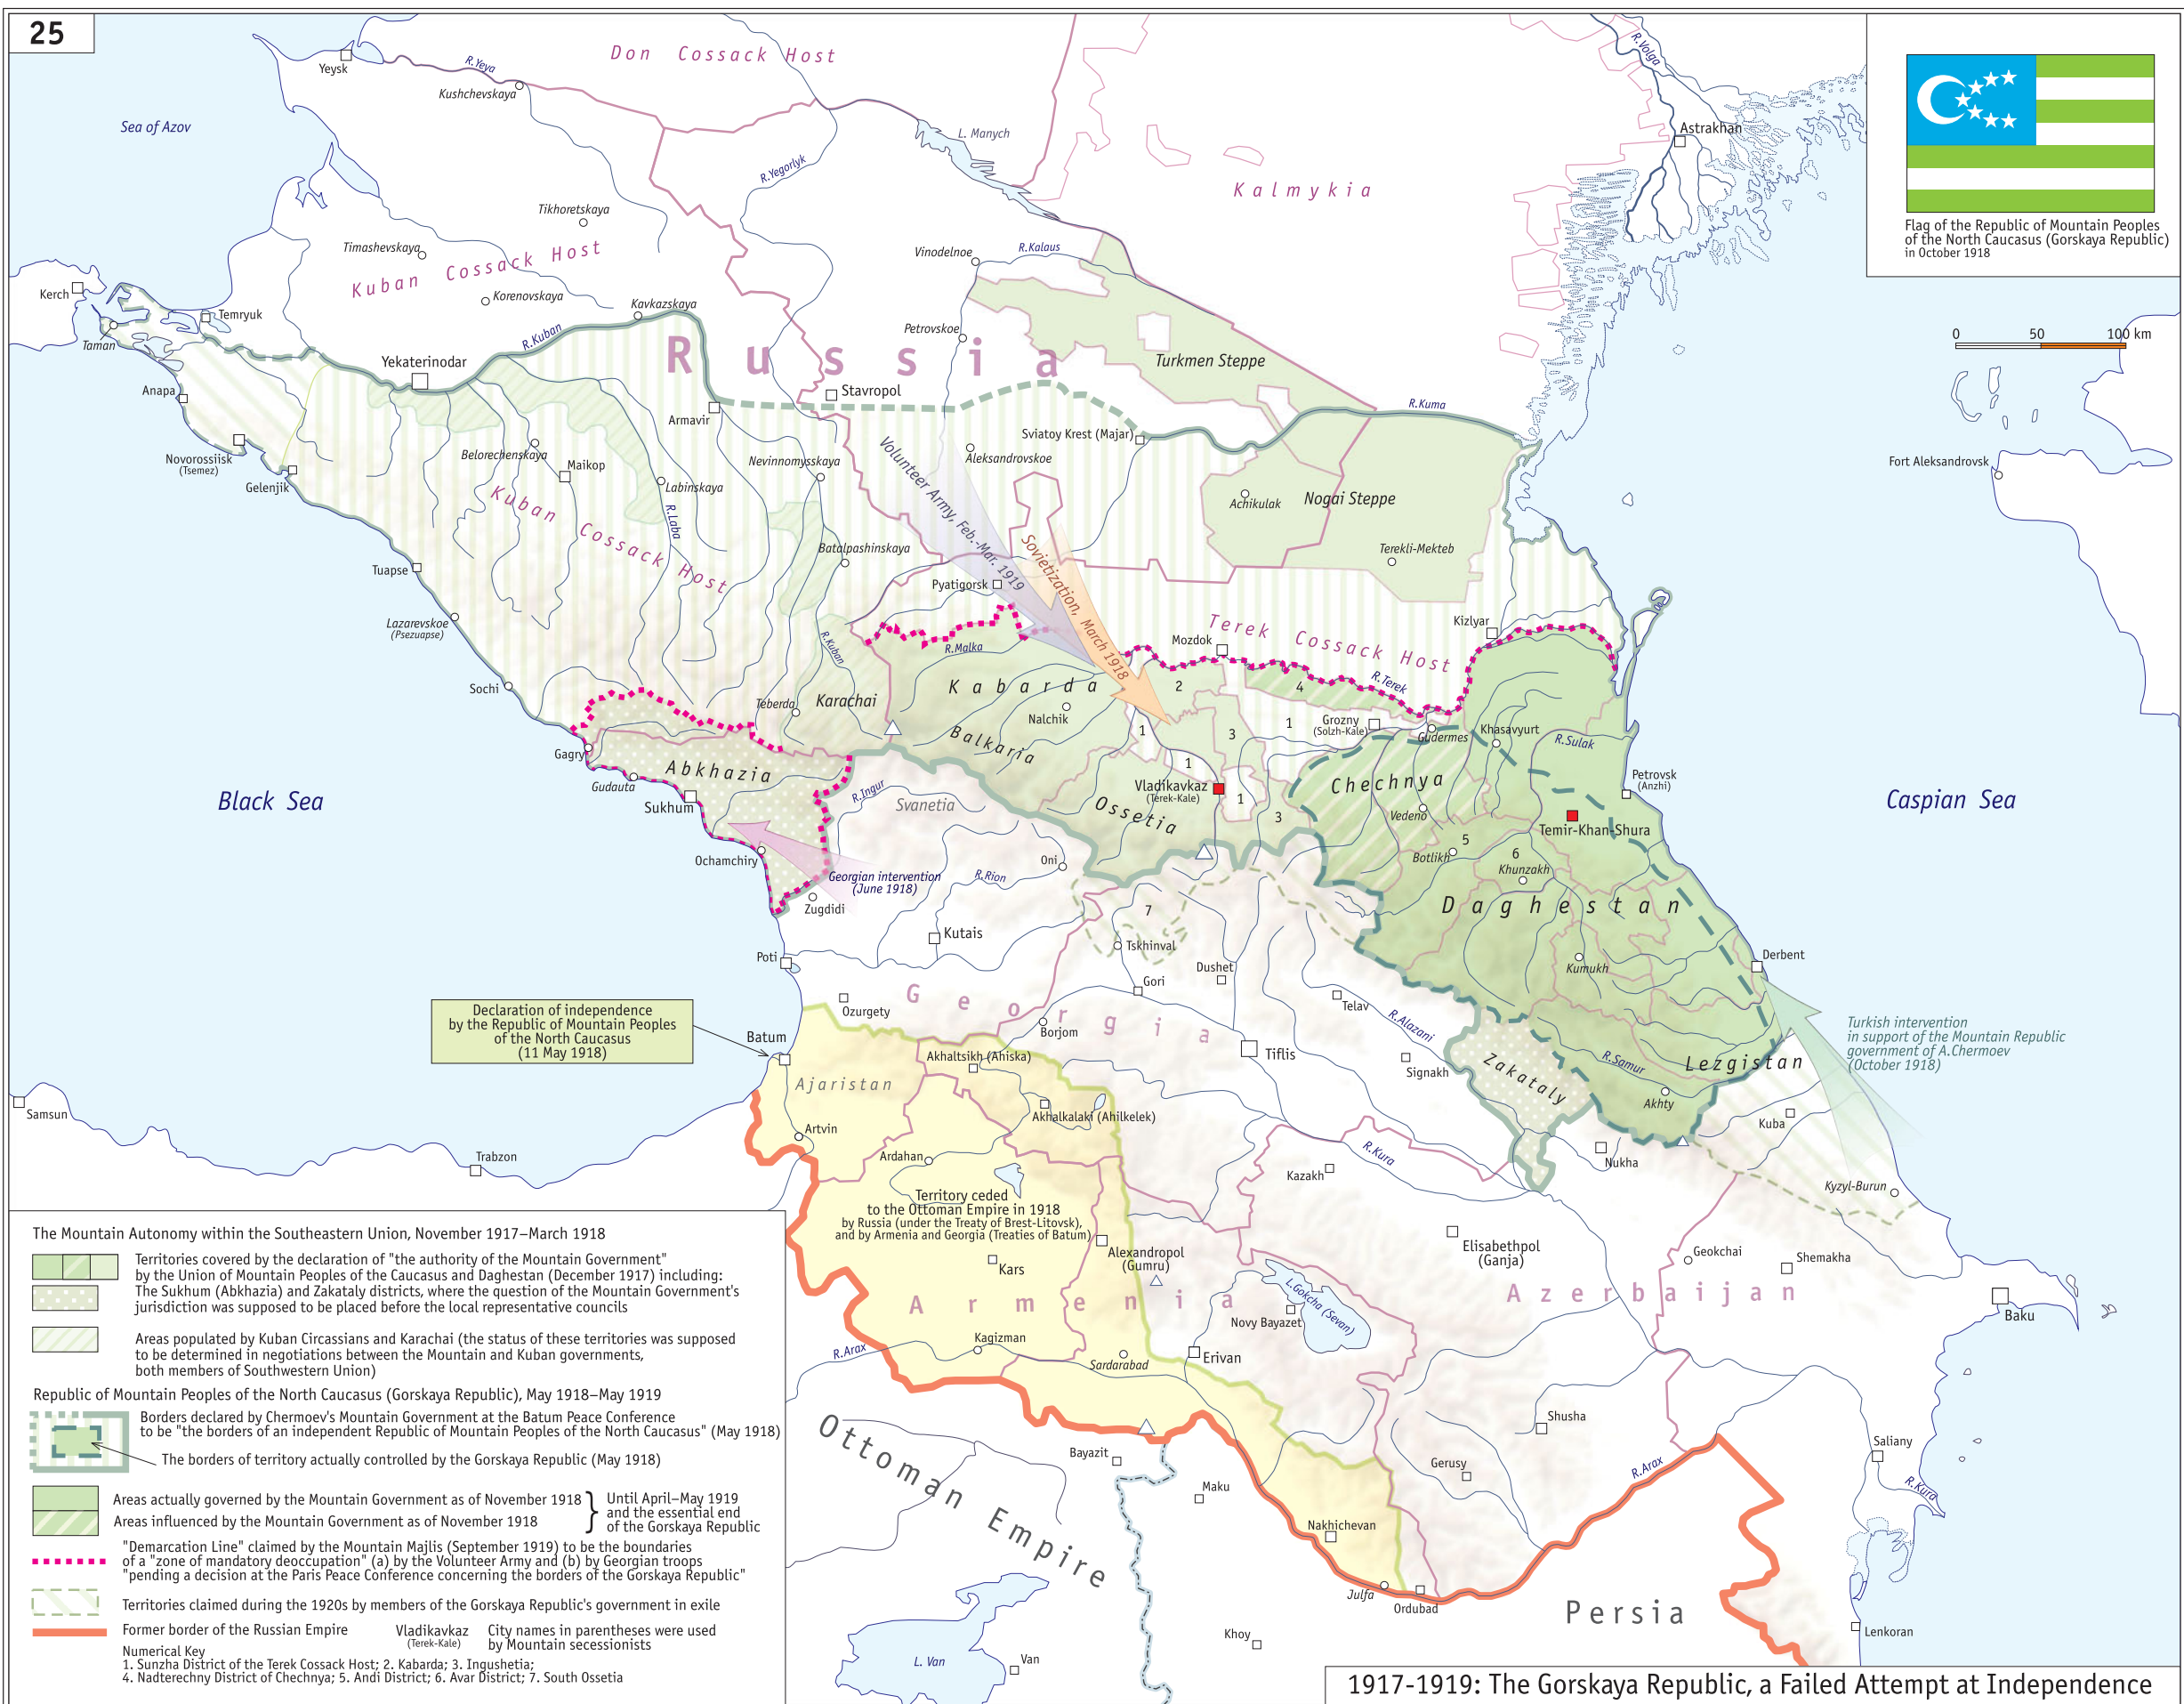 25
Flag of the Republic of Mountain Peoples
of the North Caucasus (Gorskaya Republic)
in October 1918
0 50 100 km
Don Cossack Host
Sea of Azov
Yeysk
R.Yeya
Kushchevskaya
L. Manych
R.Yegorlyk
Kalmykia
R.Volga
Astrakhan
Tikhoretskaya
Timashevskaya
Kuban Cossack Host
Korenovskaya
Kavkazskaya
Vinodelnoe
R.Kalaus
Kerch
Temryuk
Taman
Yekaterinodar
R.Kuban
Russia
Petrovskoe
Turkmen Steppe
Stavropol
Anapa
Armavir
R.Kuma
Sviatoy Krest (Majar)
Novorossiisk
(Tsemez)
Gelenjik
Belorechenskaya
Maikop
Labinskaya
Nevinnomysskaya
Aleksandrovskoe
Achikulak
Nogai Steppe
Fort Aleksandrovsk
Kuban Cossack Host
R.Laba
Volunteer Army, Feb.-Mar. 1919
Sovietization, March 1918
Batalpashinskaya
Terekli-Mekteb
Tuapse
Pyatigorsk
Lazarevskoe
(Psezuapse)
Terek Cossack Host
Kizlyar
R.Kuban
R.Malka
Mozdok
R.Terek
Sochi
Teberda
Karachai
Kabarda
Nalchik
2
4
1
3
1
Grozny
(Solzh-Kale)
Gudermes
Khasavyurt
R.Sulak
Balkaria
Gagry
Abkhazia
Gudauta
Sukhum
R.Ingur
Svanetia
1
Vladikavkaz
(Terek-Kale)
1
3
Ossetia
Chechnya
Vedeno
Petrovsk
(Anzhi)
Temir-Khan-Shura
Black Sea
Caspian Sea
Ochamchiry
Georgian intervention
(June 1918)
Zugdidi
Oni
R.Rion
Botlikh
5
6
Khunzakh
Daghestan
7
Tskhinval
Kutais
Poti
Dushet
Gori
Kumukh
Derbent
Georgia
Ozurgety
Borjom
Telav
R.Alazani
Turkish intervention
in support of the Mountain Republic
government of A.Chermoev
(October 1918)
Declaration of independence
by the Republic of Mountain Peoples
of the North Caucasus
(11 May 1918)
Batum
Akhaltsikh (Ahiska)
Tiflis
Signakh
Zakataly
R.Samur
Lezgistan
Ajaristan
Akhalkalaki (Ahilkelek)
Akhty
Samsun
Trabzon
Artvin
Ardahan
Kuba
Nukha
R.Kura
Kazakh
Kyzyl-Burun
Territory ceded
to the Ottoman Empire in 1918
by Russia (under the Treaty of Brest-Litovsk),
and by Armenia and Georgia (Treaties of Batum)
Alexandropol
(Gumru)
Kars
Elisabethpol
(Ganja)
Geokchai
Shemakha
Armenia
L.Gokcha (Sevan)
Novy Bayazet
Azerbaijan
Baku
Kagizman
R.Arax
Sardarabad
Erivan
Ottoman Empire
Bayazit
Maku
Shusha
Gerusy
R.Arax
Saliany
R.Kura
Nakhichevan
Julfa
Ordubad
Persia
Khoy
L. Van
Van
Lenkoran
The Mountain Autonomy within the Southeastern Union, November 1917–March 1918
Territories covered by the declaration of "the authority of the Mountain Government"
by the Union of Mountain Peoples of the Caucasus and Daghestan (December 1917) including:
The Sukhum (Abkhazia) and Zakataly districts, where the question of the Mountain Government's
jurisdiction was supposed to be placed before the local representative councils
Areas populated by Kuban Circassians and Karachai (the status of these territories was supposed
to be determined in negotiations between the Mountain and Kuban governments,
both members of Southwestern Union)
Republic of Mountain Peoples of the North Caucasus (Gorskaya Republic), May 1918–May 1919
Borders declared by Chermoev's Mountain Government at the Batum Peace Conference
to be "the borders of an independent Republic of Mountain Peoples of the North Caucasus" (May 1918)
The borders of territory actually controlled by the Gorskaya Republic (May 1918)
Areas actually governed by the Mountain Government as of November 1918
Areas influenced by the Mountain Government as of November 1918
Until April–May 1919
and the essential end
of the Gorskaya Republic
"Demarcation Line" claimed by the Mountain Majlis (September 1919) to be the boundaries
of a "zone of mandatory deoccupation" (a) by the Volunteer Army and (b) by Georgian troops
"pending a decision at the Paris Peace Conference concerning the borders of the Gorskaya Republic"
Territories claimed during the 1920s by members of the Gorskaya Republic's government in exile
Former border of the Russian Empire
Vladikavkaz
(Terek-Kale)
City names in parentheses were used
by Mountain secessionists
Numerical Key
1. Sunzha District of the Terek Cossack Host; 2. Kabarda; 3. Ingushetia;
4. Nadterechny District of Chechnya; 5. Andi District; 6. Avar District; 7. South Ossetia
1917-1919: The Gorskaya Republic, a Failed Attempt at Independence